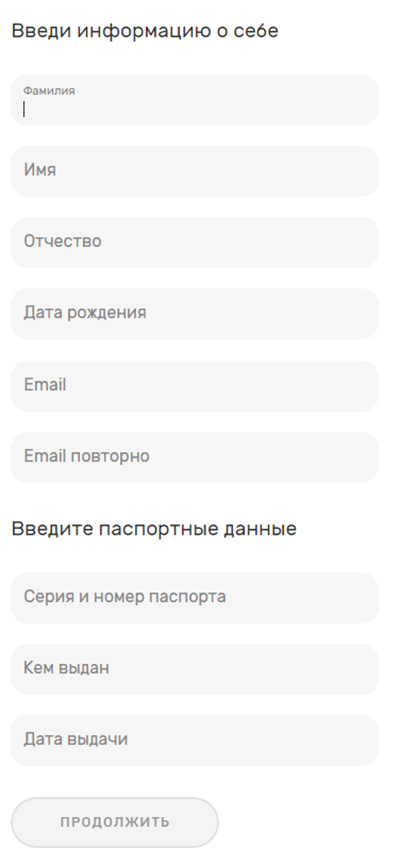 Введи информацию о себе
Фамилия
Имя
Отчество
Дата рождения
Email
Email повторно
Введите паспортные данные
Серия и номер паспорта
Кем выдан
Дата выдачи
ПРОДОЛЖИТЬ